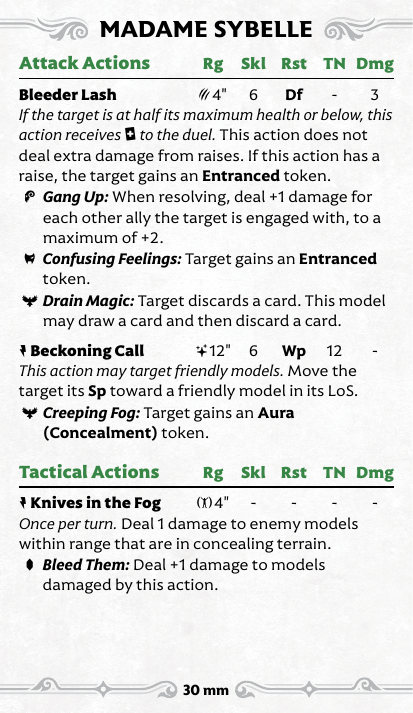 MADAME SYBELLE
Attack Actions Rg Skl Rst TN Dmg
Bleeder Lash 4" 6 Df - 3
If the target is at half its maximum health or below, this
action receives to the duel. This action does not
deal extra damage from raises. If this action has a
raise, the target gains an Entranced token.
Gang Up: When resolving, deal +1 damage for
each other ally the target is engaged with, to a
maximum of +2.
Confusing Feelings: Target gains an Entranced
token.
Drain Magic: Target discards a card. This model
may draw a card and then discard a card.
Beckoning Call 12" 6 Wp 12 -
This action may target friendly models. Move the
target its Sp toward a friendly model in its LoS.
Creeping Fog: Target gains an Aura
(Concealment) token.
Tactical Actions Rg Skl Rst TN Dmg
Knives in the Fog 4" - - - -
Once per turn. Deal 1 damage to enemy models
within range that are in concealing terrain.
Bleed Them: Deal +1 damage to models
damaged by this action.
30 mm